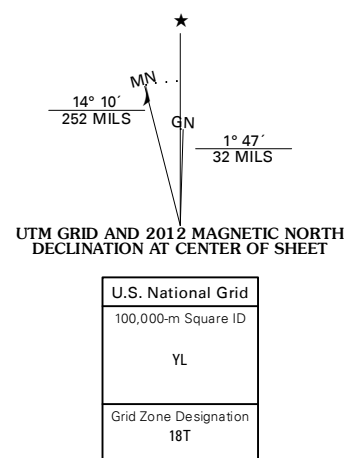 ★
MN
14° 10´
252 MILS
GN
1° 47´
32 MILS
UTM GRID AND 2012 MAGNETIC NORTH
DECLINATION AT CENTER OF SHEET
U.S. National Grid
100,000-m Square ID
YL
Grid Zone Designation
18T